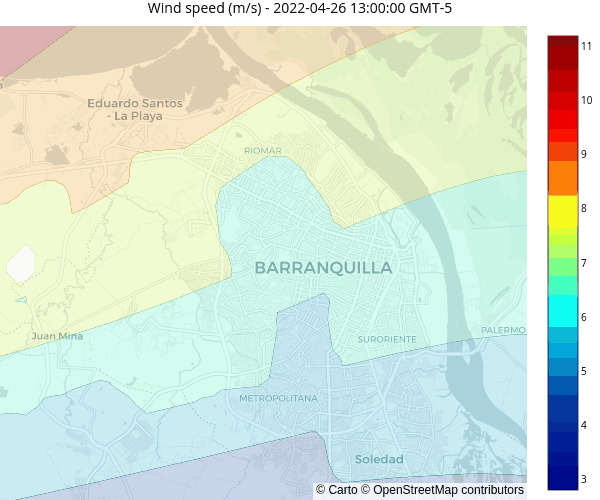 Wind speed (m/s) - 2022-04-26 13:00:00 GMT-5
Eduardo Santos
- La Playa
RIOMAR
BARRANQUILLA
Juan Mina
SURORIENTE
PALERMO
METROPOLITANA
Soledad
© Carto © OpenStreetMap contributors
11
10
9
8
7
6
5
4
3